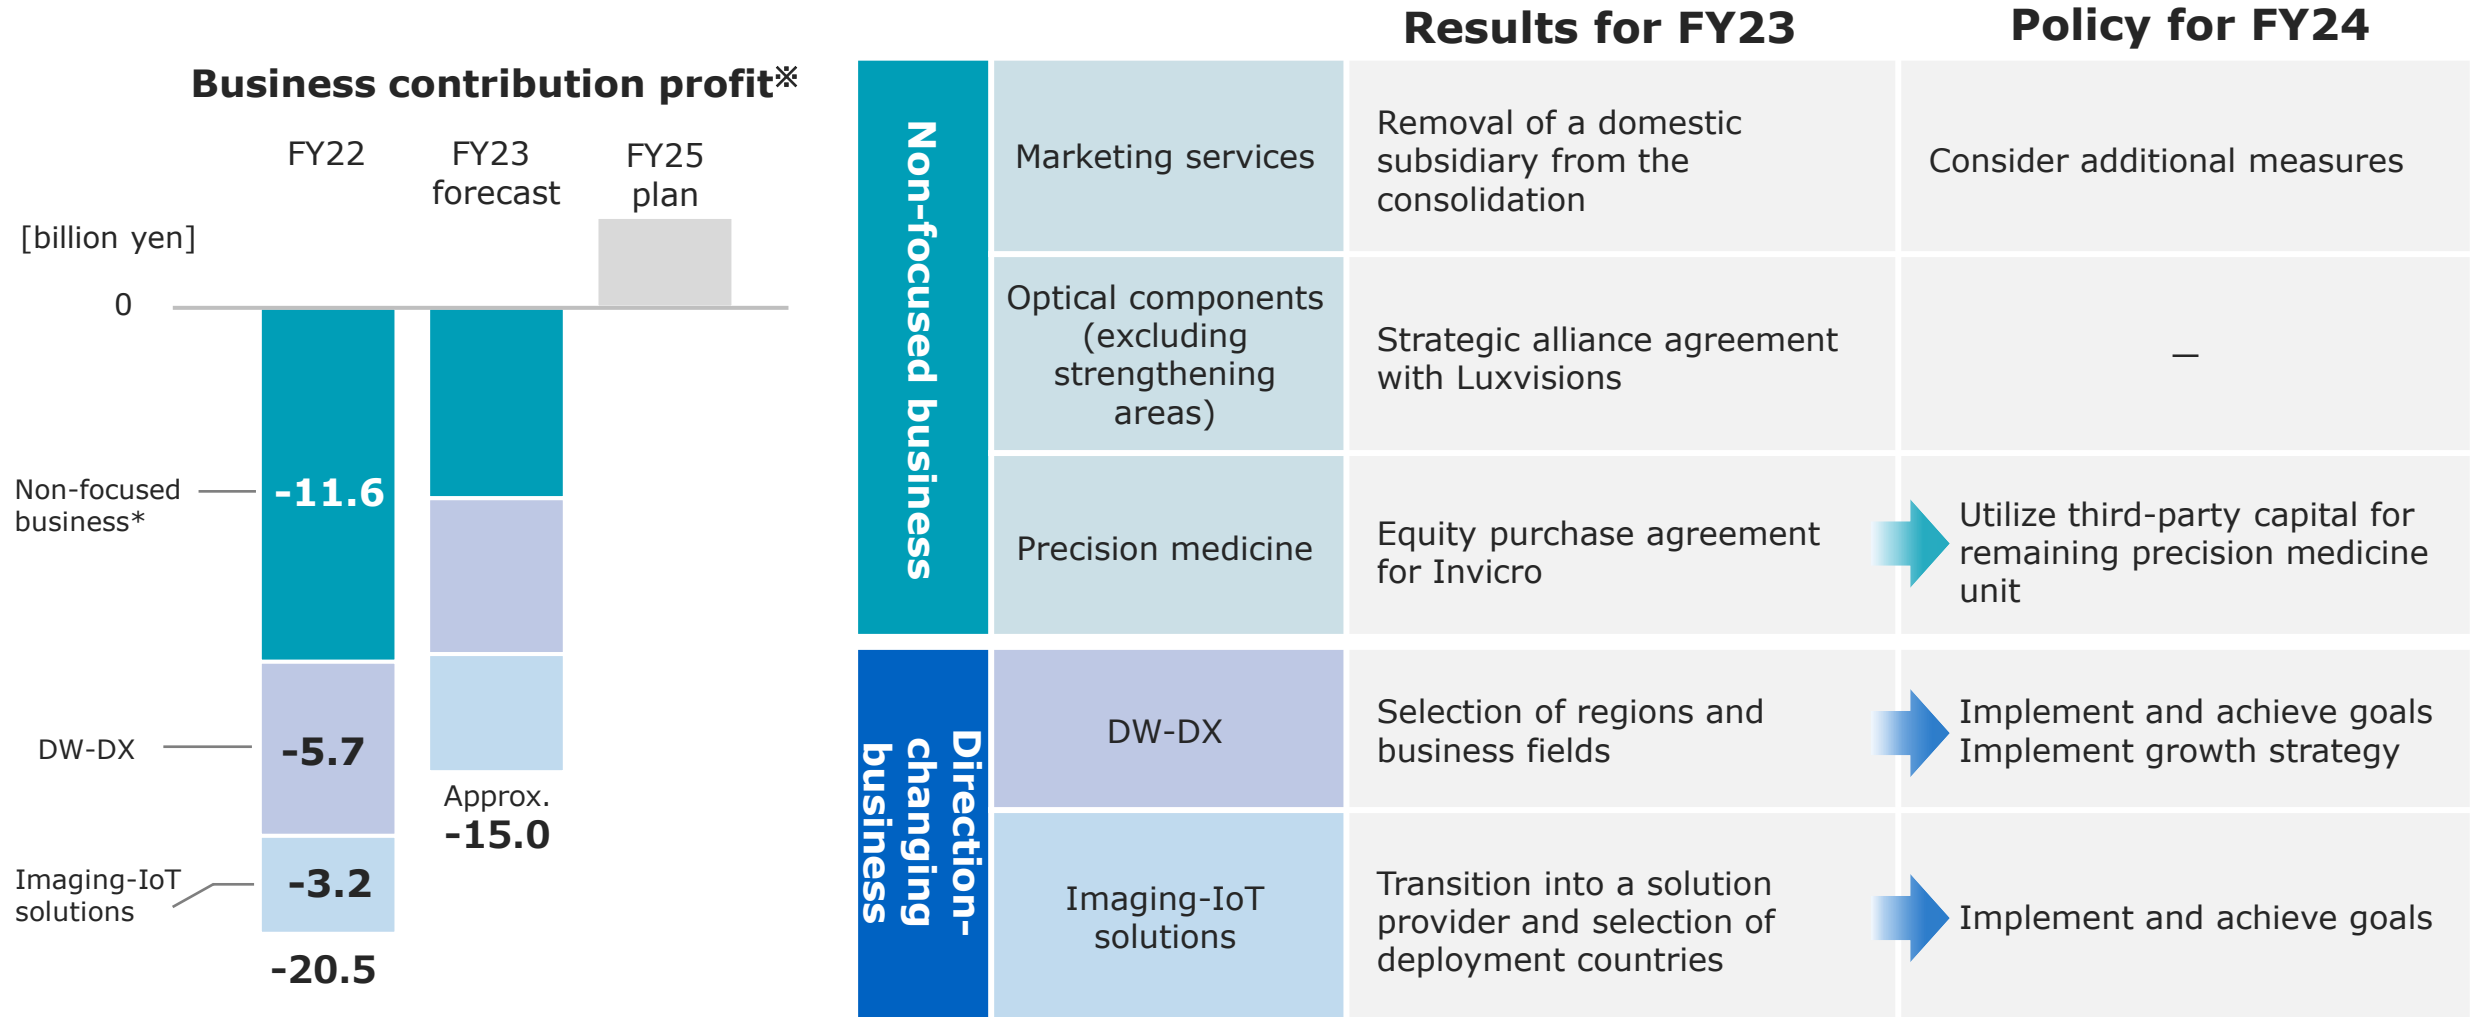 Results for FY23
Policy for FY24
Business contribution profit※
FY22
FY23
forecast
FY25
plan
[billion yen]
0
Non-focused
business*
-11.6
DW-DX
-5.7
Imaging-IoT
solutions
-3.2
-20.5
Approx.
-15.0
Non-focused business
Marketing services
Removal of a domestic
subsidiary from the
consolidation
Consider additional measures
Optical components
(excluding
strengthening
areas)
Strategic alliance agreement
with Luxvisions
—
Precision medicine
Equity purchase agreement
for Invicro
Utilize third-party capital for
remaining precision medicine
unit
Direction-
changing
business
DW-DX
Selection of regions and
business fields
Implement and achieve goals
Implement growth strategy
Imaging-IoT
solutions
Transition into a solution
provider and selection of
deployment countries
Implement and achieve goals